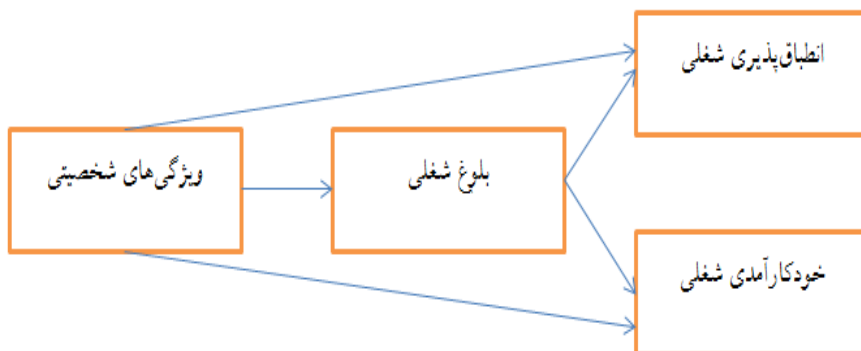 انطباق‌پذیری شغلی
ویژگی‌های شخصیتی
بلوغ شغلی
خودکارآمدی شغلی